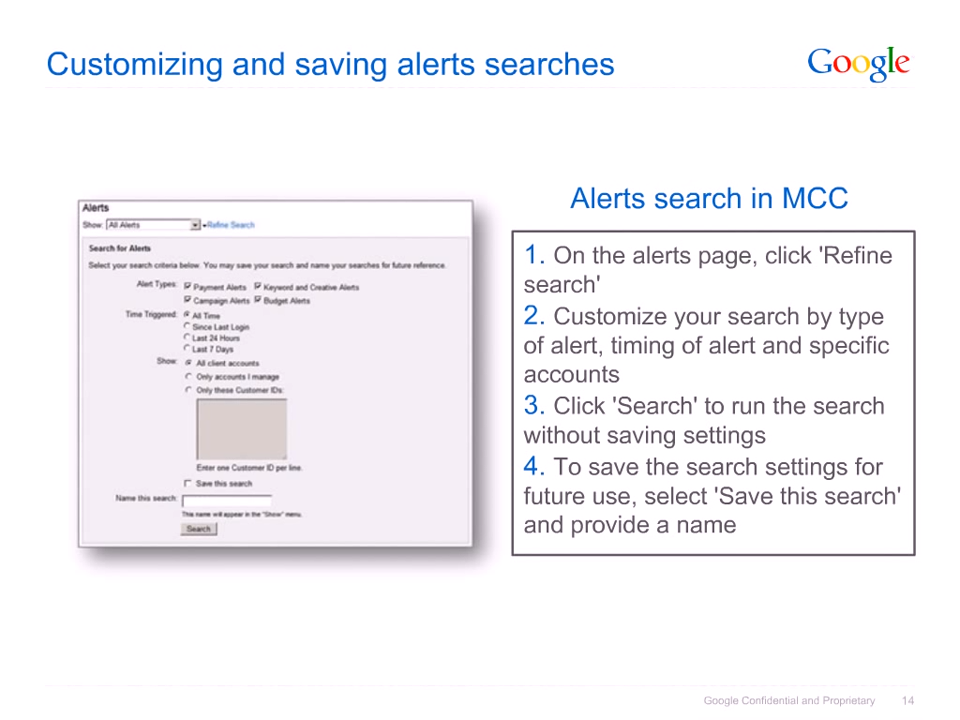 Customizing and saving alerts searches
Google
Alerts
Show: All Alerts Refine Search
Search for Alerts
Select your search criteria below. You may save your search and name your searches for future reference.
Alert Types: Payment Alerts Keyword and Creative Alerts
Campaign Alerts Budget Alerts
Time Triggered: All Time
Since Last Login
Last 24 Hours
Last 7 Days
Show: All client accounts
Only accounts I manage
Only these Customer IDs:
Enter one Customer ID per line.
Save this search
Name this search:
This name will appear in the "Show" menu.
Search
Alerts search in MCC
1. On the alerts page, click 'Refine
search'
2. Customize your search by type
of alert, timing of alert and specific
accounts
3. Click 'Search' to run the search
without saving settings
4. To save the search settings for
future use, select 'Save this search'
and provide a name
Google Confidential and Proprietary 14